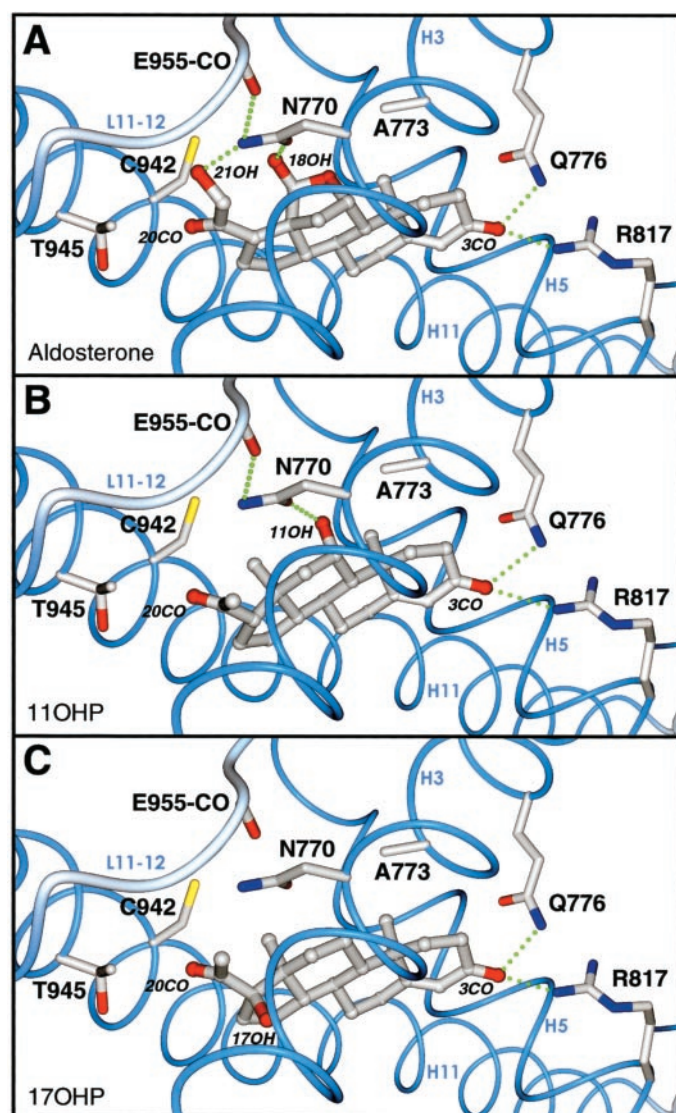 A
H3
E955-CO
N770
L11-12
A773
C942
21OH
18OH
Q776
20CO
T945
3CO
R817
H5
H11
Aldosterone
B
H3
E955-CO
N770
L11-12
A773
C942
11OH
Q776
T945
20CO
3CO
R817
H5
H11
11OHP
C
H3
E955-CO
N770
L11-12
A773
C942
Q776
T945
20CO
3CO
R817
17OH
H5
H11
17OHP